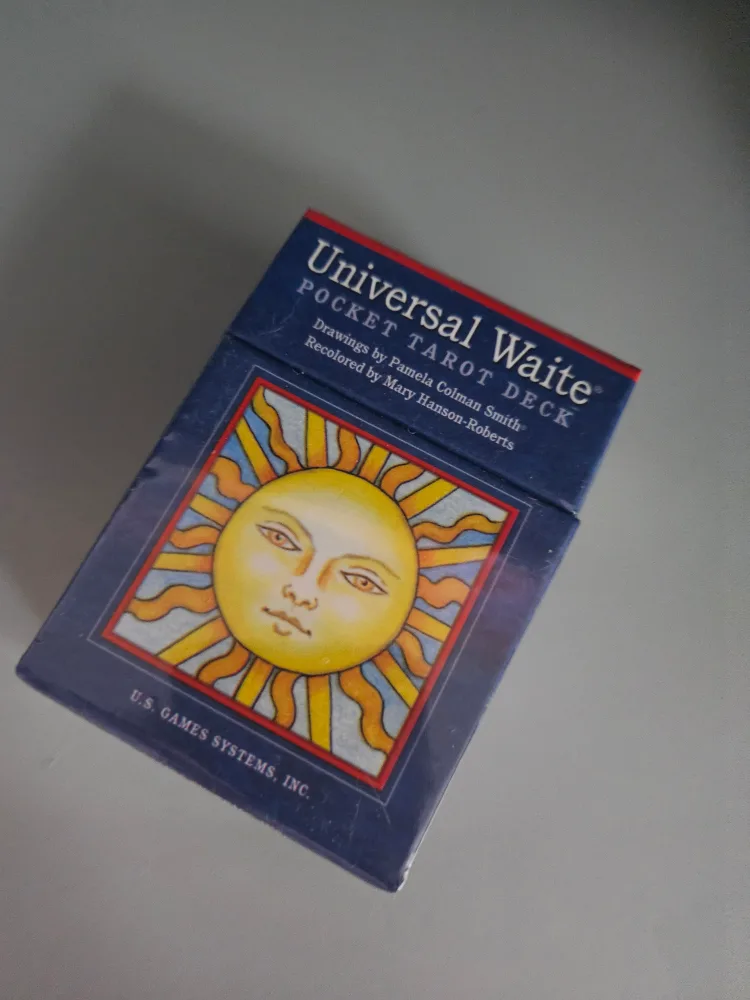 Universal Waite®
POCKET TAROT DECK
Drawings by Pamela Colman Smith©
Recolored by Mary Hanson-Roberts
U.S. GAMES SYSTEMS, INC.